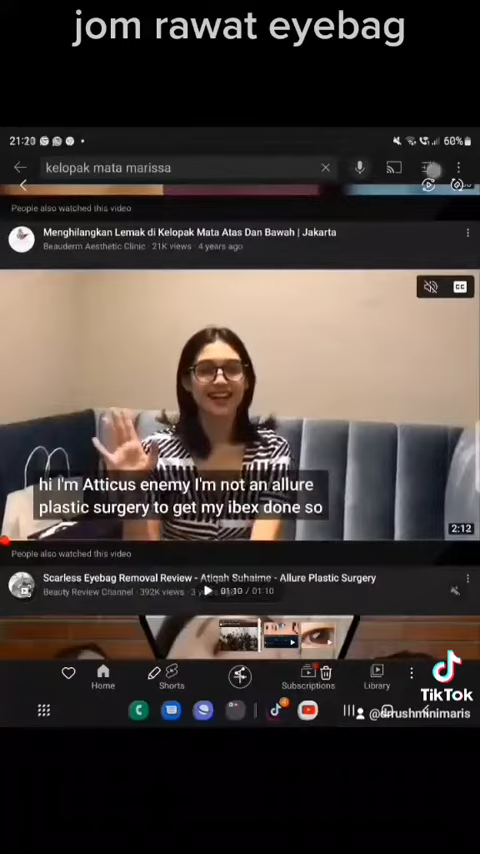 jom rawat eyebag
21:20
60%
kelopak mata marissa
People also watched this video
Menghilangkan Lemak di Kelopak Mata Atas Dan Bawah | Jakarta
Beauderm Aesthetic Clinic · 21K views · 4 years ago
CC
hi I'm Atticus enemy I'm not an allure
plastic surgery to get my ibex done so
2:12
People also watched this video
Scarless Eyebag Removal Review - Atiqah Suhaime - Allure Plastic Surgery
Beauty Review Channel · 392K views · 3
01:10 / 01:10
Home
Shorts
Subscriptions
Library
TikTok
@drrushminimaris